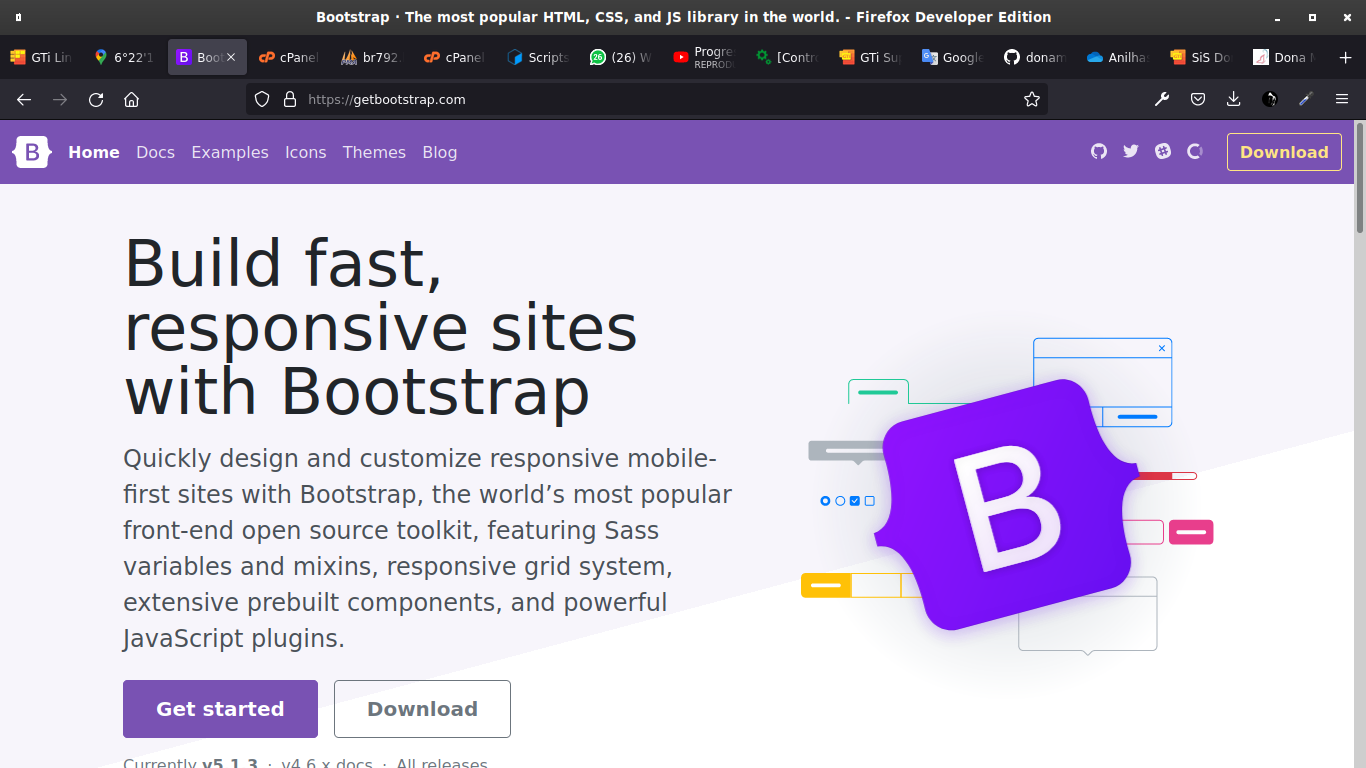 Bootstrap · The most popular HTML, CSS, and JS library in the world. - Firefox Developer Edition
GTi Lin
6°22'1
Boot
cPanel
br792.
cPanel
Scripts
(26) W
Progre
REPROD
[Contr
GTi Sup
Google
donam
Anilha
SiS Do
Dona M
https://getbootstrap.com
B
Home
Docs
Examples
Icons
Themes
Blog
Download
Build fast,
responsive sites
with Bootstrap
Quickly design and customize responsive mobile-
first sites with Bootstrap, the world’s most popular
front-end open source toolkit, featuring Sass
variables and mixins, responsive grid system,
extensive prebuilt components, and powerful
JavaScript plugins.
B
Get started
Download
Currently v5.1.3 · v4.6.x docs · All releases